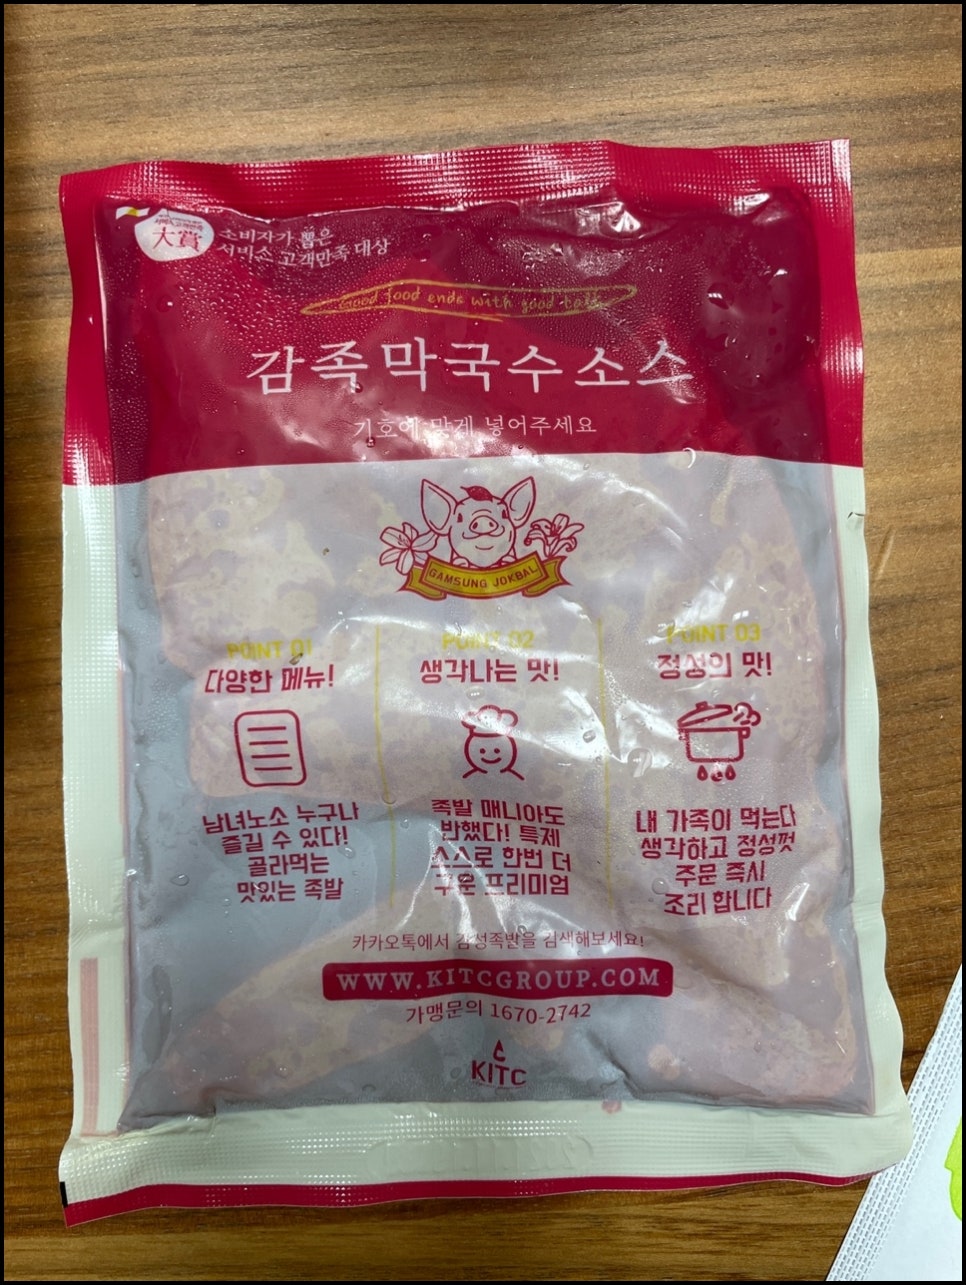 大賞
소비자가 뽑은
서비스 고객만족 대상
Good food ends with good
감족막국수소스
기호에 맞게 넣어주세요
GAMSUNG JOKBAL
POINT 01
다양한 메뉴!
남녀노소 누구나
즐길 수 있다!
골라먹는
맛있는 족발
POINT 02
생각나는 맛!
족발 매니아도
반했다! 특제
소스로 한번 더
구운 프리미엄
POINT 03
정성의 맛!
내 가족이 먹는다
생각하고 정성껏
주문 즉시
조리 합니다
카카오톡에서 감성족발을 검색해보세요!
WWW.KITCGROUP.COM
가맹문의 1670-2742
KITC